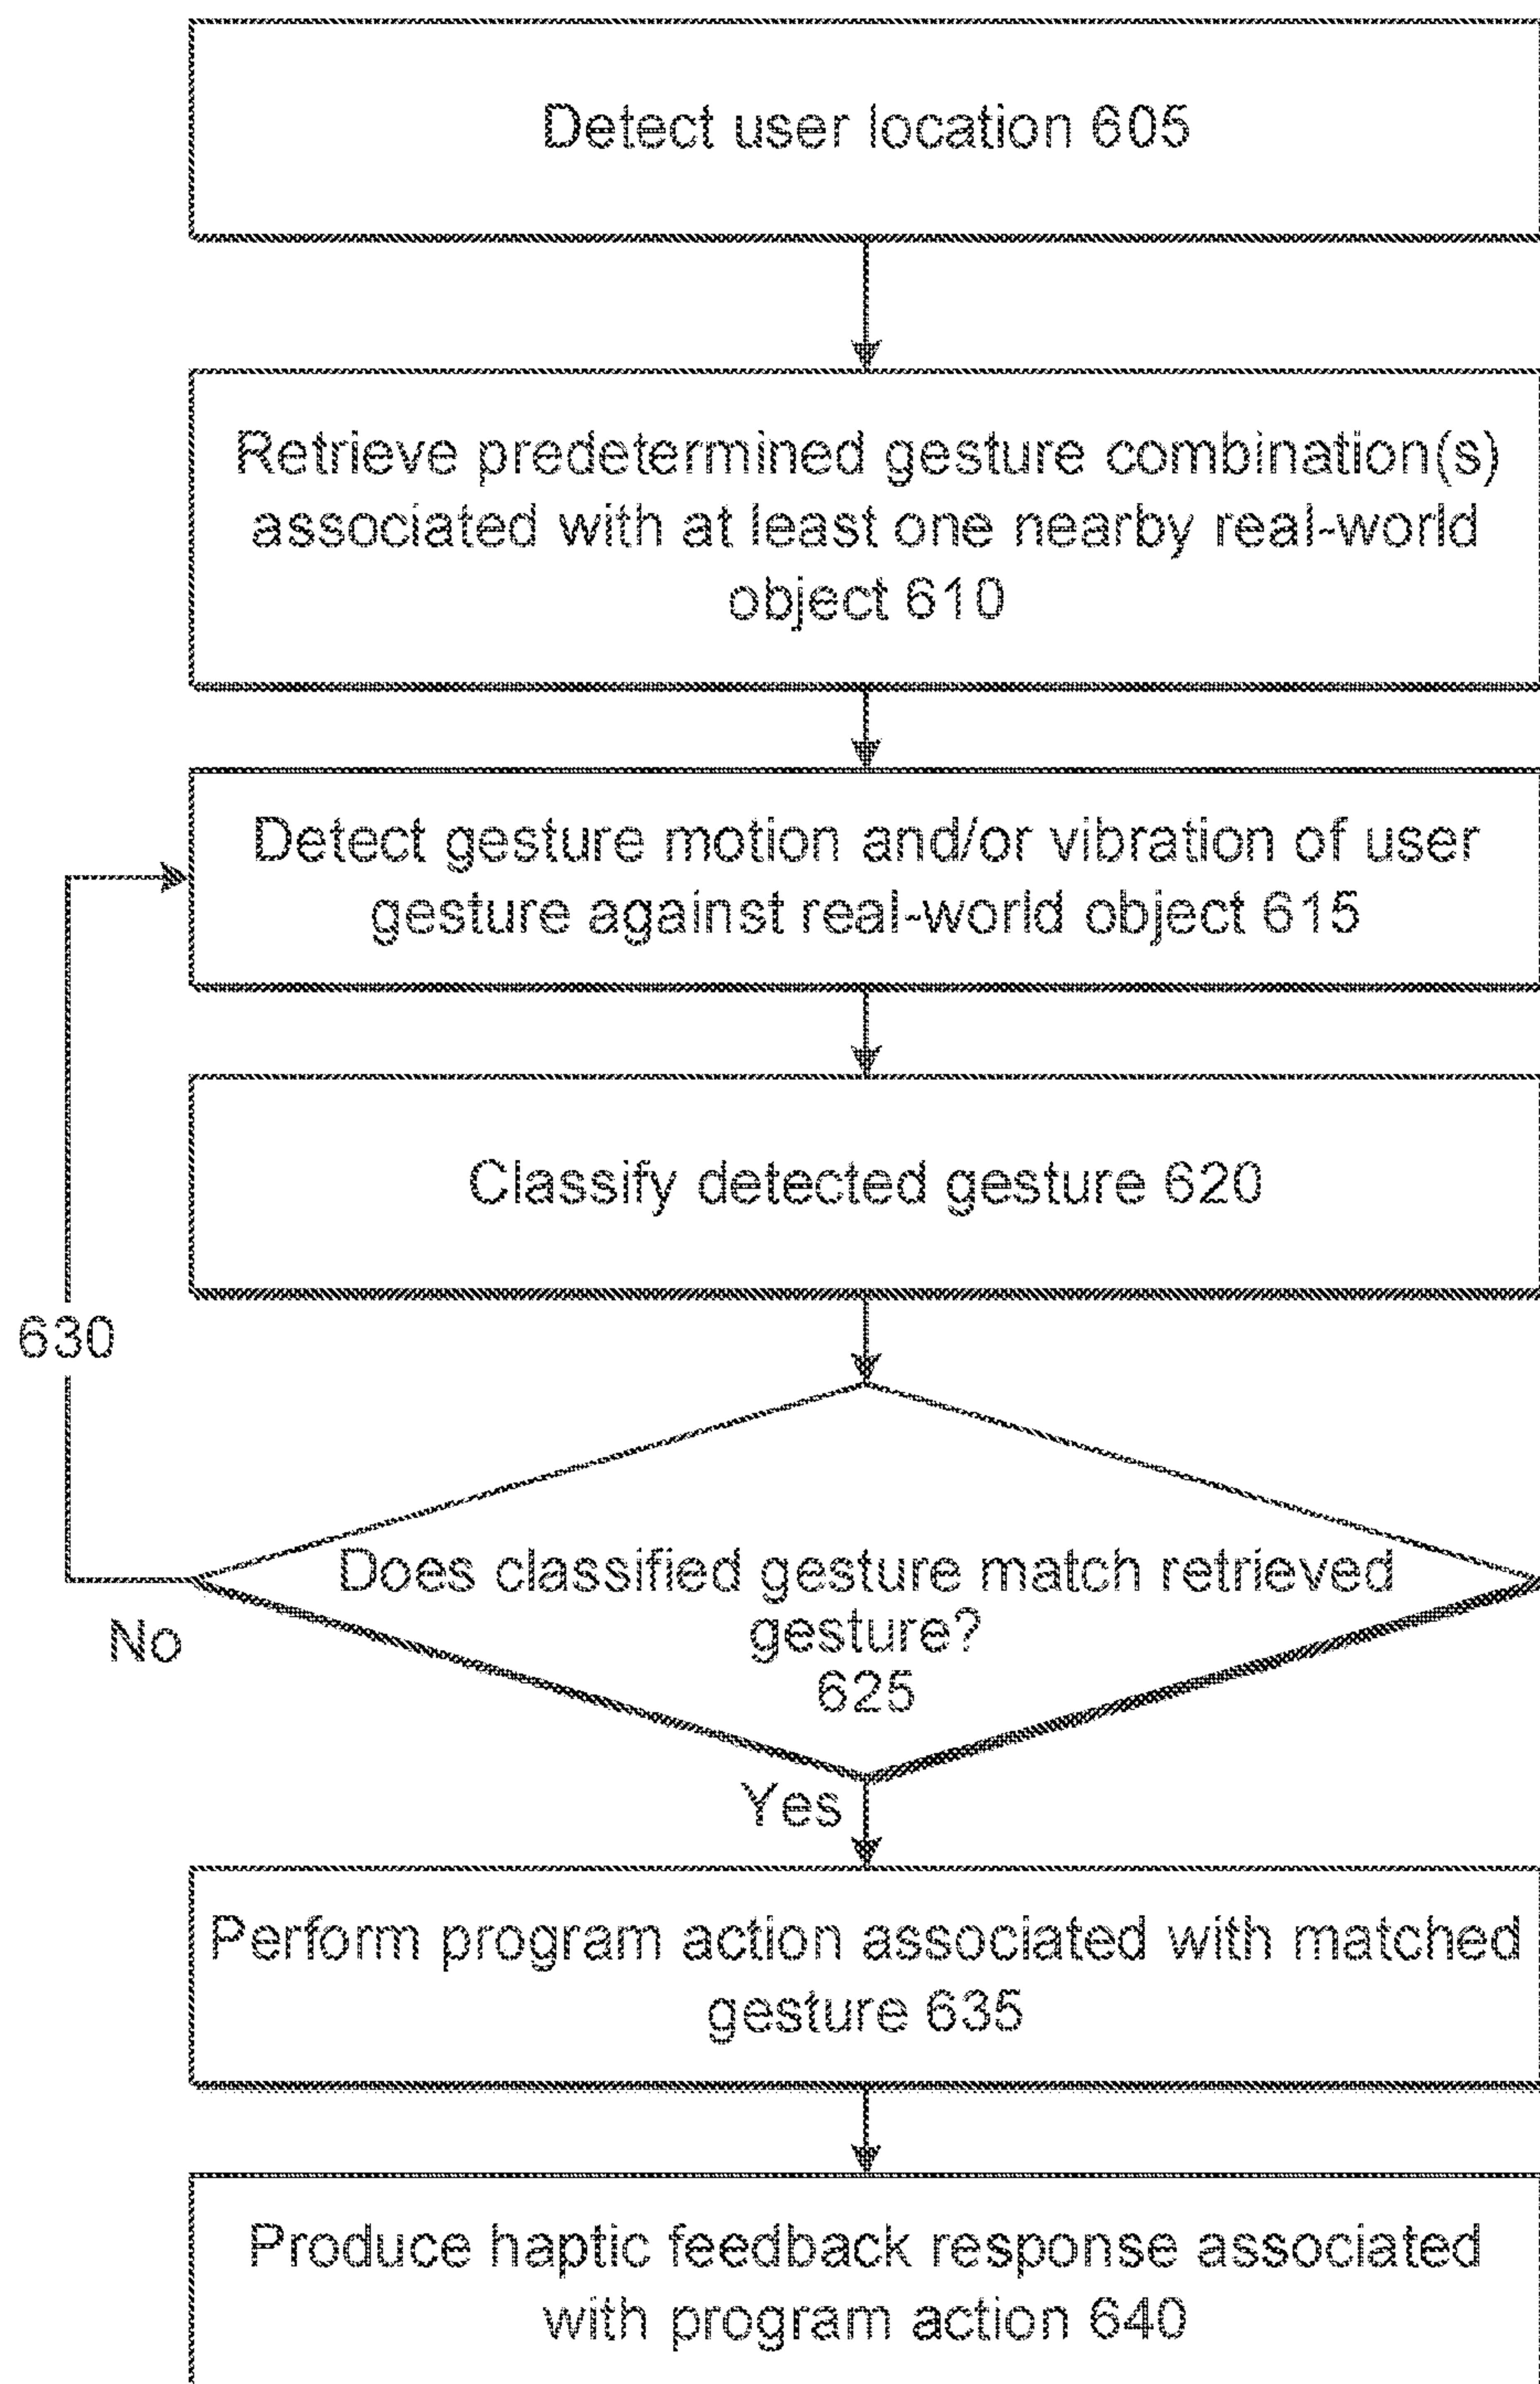 Detect user location 605
Retrieve predetermined gesture combination(s)
associated with at least one nearby real-world
object 610
Detect gesture motion and/or vibration of user
gesture against real-world object 615
Classify detected gesture 620
630
Does classified gesture match retrieved
gesture?
625
No
Yes
Perform program action associated with matched
gesture 635
Produce haptic feedback response associated
with program action 640